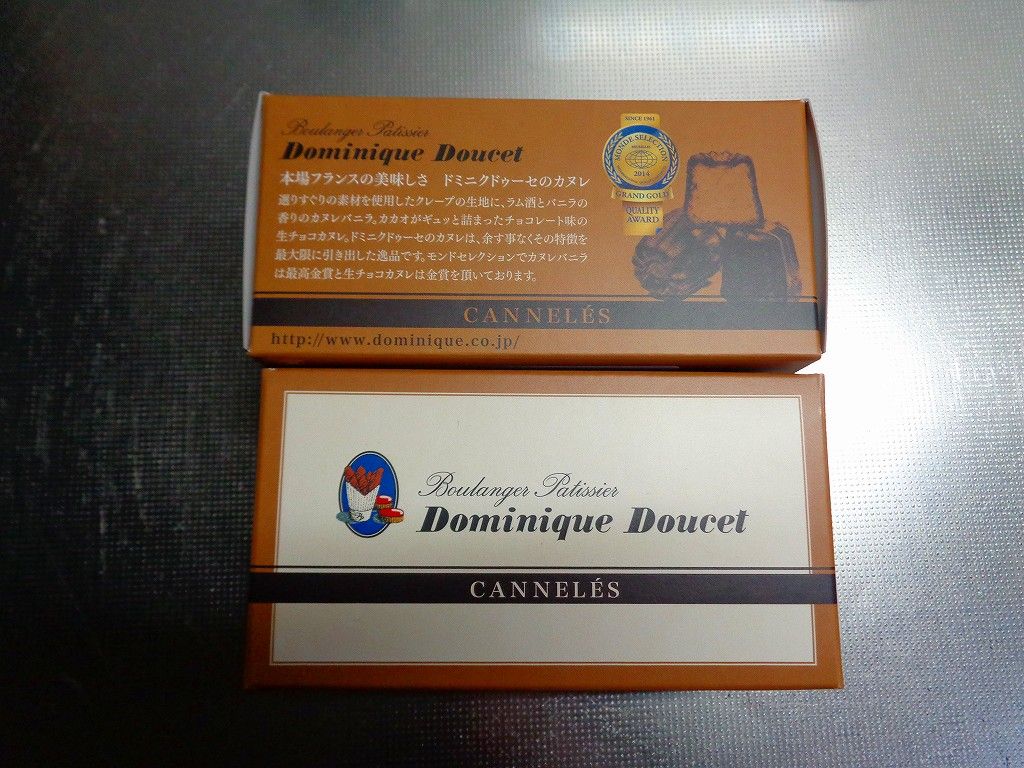 Boulanger Patissier
Dominique Doucet
本場フランスの美味しさ ドミニクドゥーセのカヌレ
選りすぐりの素材を使用したクレープの生地に、ラム酒とバニラの
香りのカヌレバニラ。カカオがギュッと詰まったチョコレート味の
生チョコカヌレ。ドミニクドゥーセのカヌレは、余す事なくその特徴を
最大限に引き出した逸品です。モンドセレクションでカヌレバニラ
は最高金賞と生チョコカヌレは金賞を頂いております。
SINCE 1961
MONDE SELECTION
2014
GRAND GOLD
QUALITY
AWARD
CANNELÉS
http://www.dominique.co.jp/
Boulanger Patissier
Dominique Doucet
CANNELÉS